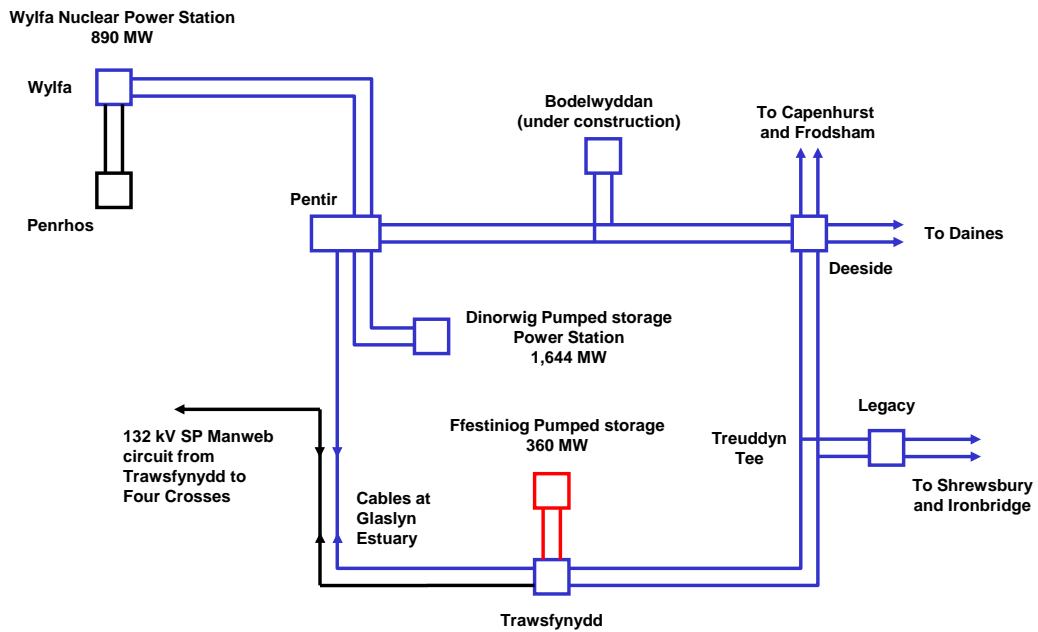 Wylfa Nuclear Power Station
890 MW
Wylfa
Penrhos
Bodelwyddan
(under construction)
To Capenhurst
and Frodsham
Pentir
To Daines
Deeside
Dinorwig Pumped storage
Power Station
1,644 MW
132 kV SP Manweb
circuit from
Trawsfynydd to
Four Crosses
Ffestiniog Pumped storage
360 MW
Cables at
Glaslyn
Estuary
Treuddyn
Tee
Legacy
To Shrewsbury
and Ironbridge
Trawsfynydd